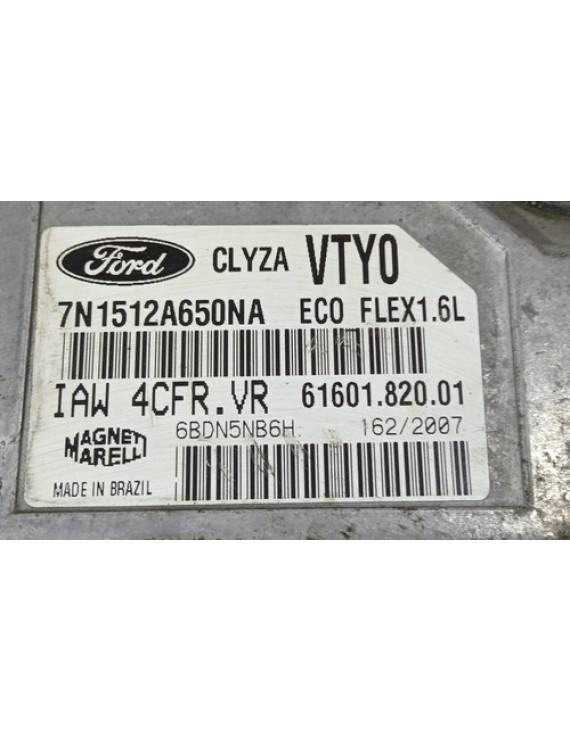 Ford CLYZA VTYO
7N1512A650NA ECO FLEX1.6L
IAW 4CFR.VR 61601.820.01
6BDN5NB6H 162/2007
MAGNETI
MARELLI
MADE IN BRAZIL